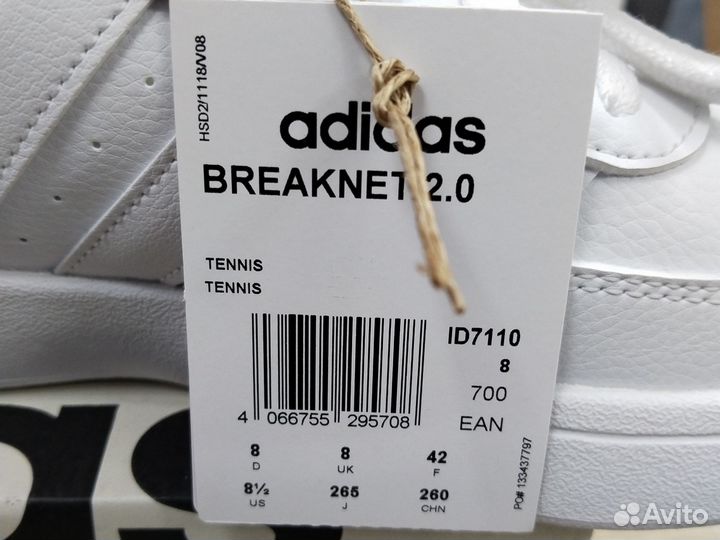 HSD2/1118/V08
adidas
BREAKNET 2.0
TENNIS
TENNIS
ID7110
8
700
EAN
4 066755 295708
8 8 42
D UK F
8½ 265 260
US J CHN
PO# 133437797
Avito